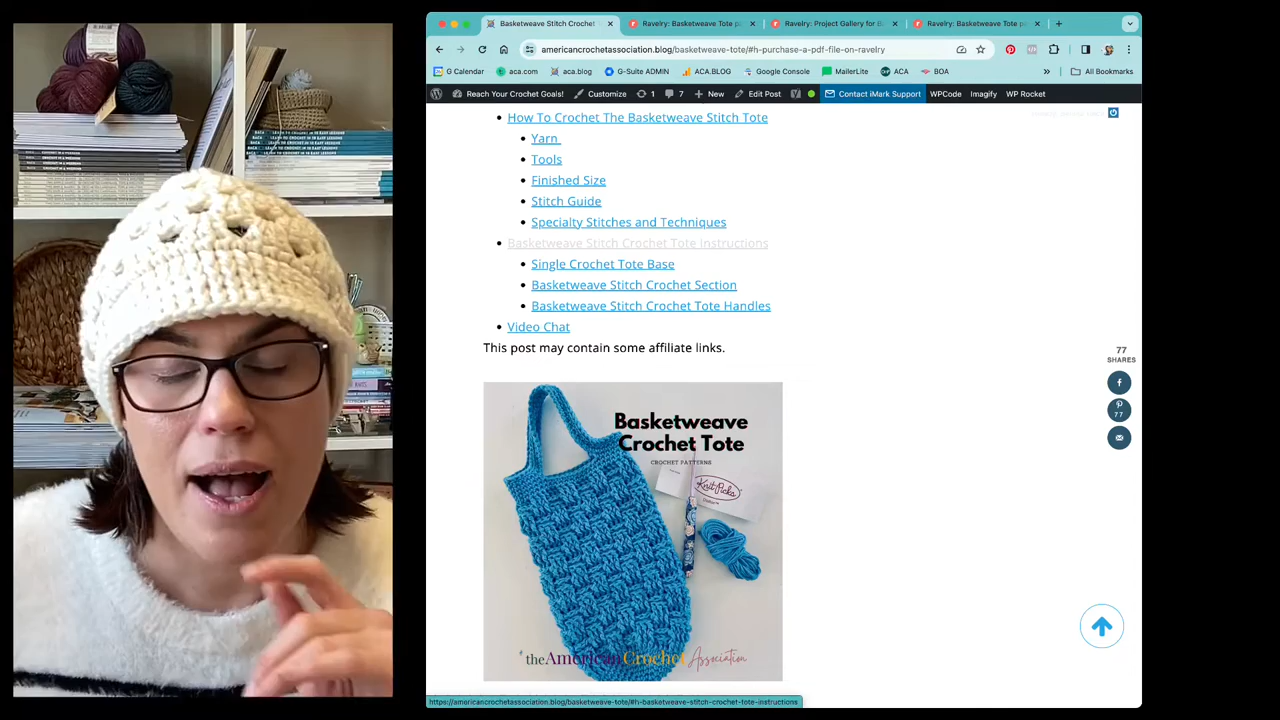 Basketweave Stitch Crochet
Ravelry: Basketweave Tote pa
Ravelry: Project Gallery for B
Ravelry: Basketweave Tote pa
americancrochetassociation.blog/basketweave-tote/#h-purchase-a-pdf-file-on-ravelry
G Calendar
aca.com
aca.blog
G-Suite ADMIN
ACA.BLOG
Google Console
MailerLite
ACA
BOA
»
All Bookmarks
Reach Your Crochet Goals!
Customize
1
7
New
Edit Post
Contact iMark Support
WPCode
Imagify
WP Rocket
How To Crochet The Basketweave Stitch Tote
Yarn
Tools
Finished Size
Stitch Guide
Specialty Stitches and Techniques
Basketweave Stitch Crochet Tote Instructions
Single Crochet Tote Base
Basketweave Stitch Crochet Section
Basketweave Stitch Crochet Tote Handles
Video Chat
This post may contain some affiliate links.
77
SHARES
77
Basketweave
Crochet Tote
CROCHET PATTERNS
KnitPicks
theAmericanCrochetAssociation
https://americancrochetassociation.blog/basketweave-tote/#h-basketweave-stitch-crochet-tote-instructions